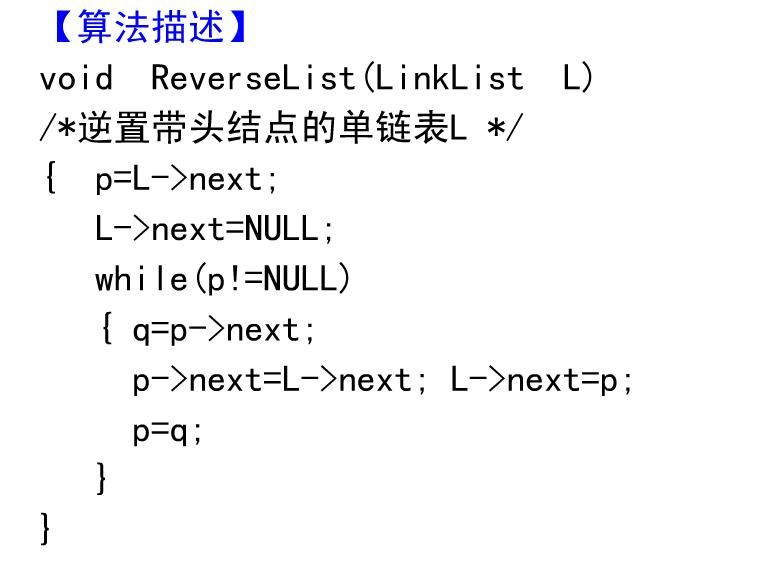 【算法描述】
void  ReverseList(LinkList  L)
/*逆置带头结点的单链表L */
{  p=L->next;
   L->next=NULL;
   while(p!=NULL)
   { q=p->next;
     p->next=L->next; L->next=p;
     p=q;
   }
}